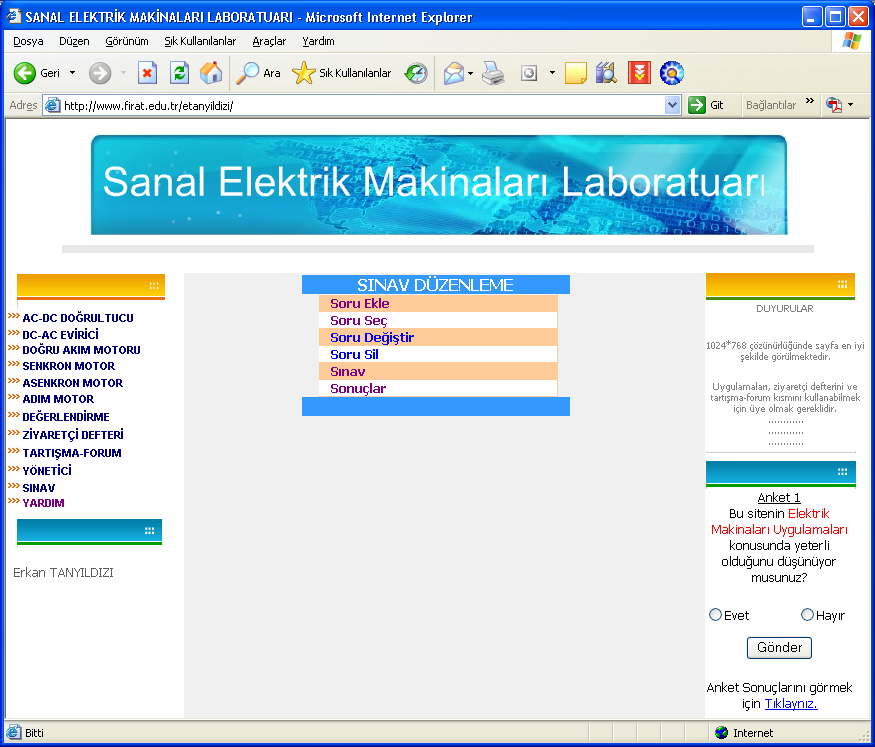 SANAL ELEKTRİK MAKİNALARI LABORATUARI - Microsoft Internet Explorer
Dosya Düzen Görünüm Sık Kullanılanlar Araçlar Yardım
Geri Ara Sık Kullanılanlar
Adres http://www.firat.edu.tr/etanyildizi/ Git Bağlantılar »
Sanal Elektrik Makinaları Laboratuarı
AC-DC DOĞRULTUCU
DC-AC EVİRİCİ
DOĞRU AKIM MOTORU
SENKRON MOTOR
ASENKRON MOTOR
ADIM MOTOR
DEĞERLENDİRME
ZİYARETÇİ DEFTERİ
TARTIŞMA-FORUM
YÖNETİCİ
SINAV
YARDIM
Erkan TANYILDIZI
SINAV DÜZENLEME
Soru Ekle
Soru Seç
Soru Değiştir
Soru Sil
Sınav
Sonuçlar
DUYURULAR
1024*768 çözünürlüğünde sayfa en iyi
şekilde görülmektedir.
Uygulamaları, ziyaretçi defterini ve
tartışma-forum kısmını kullanabilmek
için üye olmak gereklidir.
............
............
............
Anket 1
Bu sitenin Elektrik
Makinaları Uygulamaları
konusunda yeterli
olduğunu düşünüyor
musunuz?
Evet Hayır
Gönder
Anket Sonuçlarını görmek
için Tıklaynız.
Bitti Internet